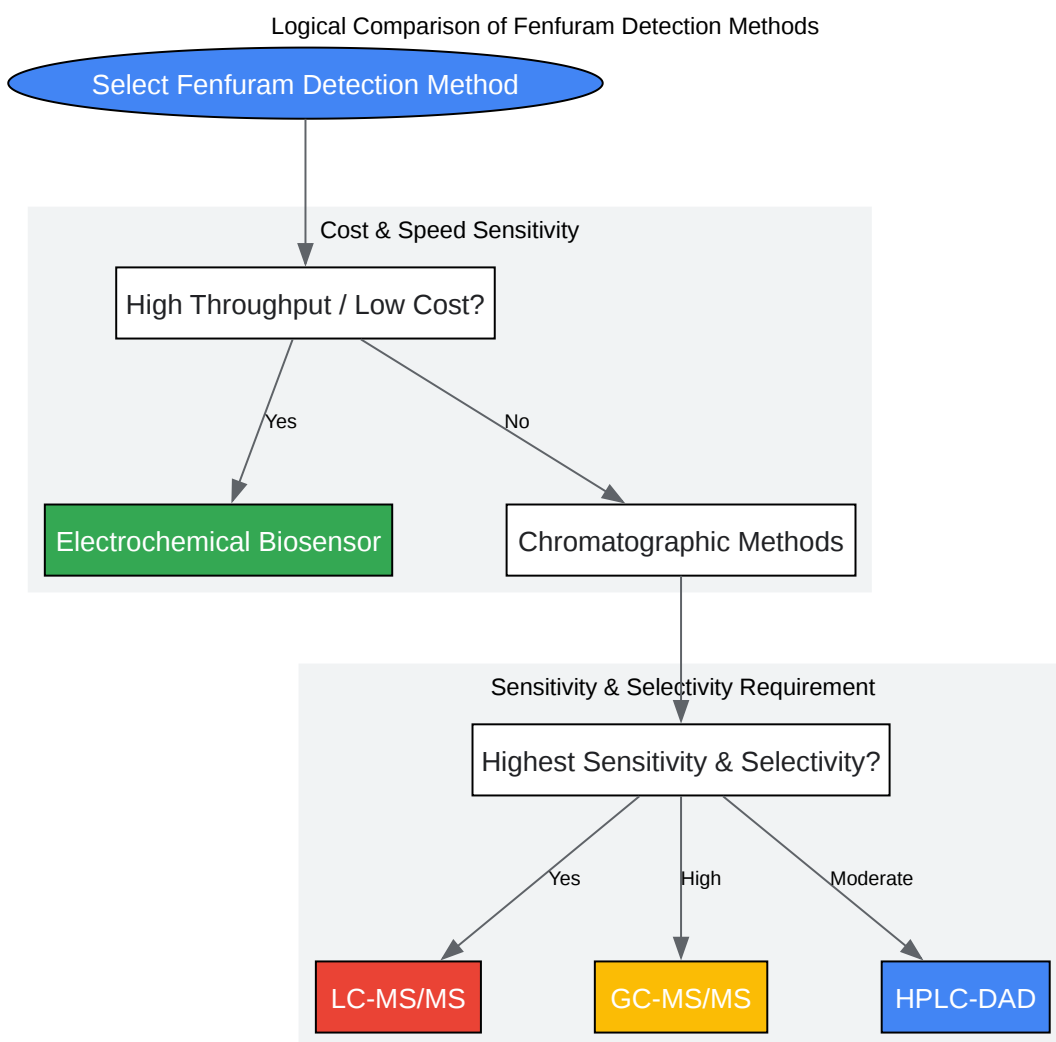 Logical Comparison of Fenfuram Detection Methods
Select Fenfuram Detection Method
Cost & Speed Sensitivity
High Throughput / Low Cost?
Yes
No
Electrochemical Biosensor
Chromatographic Methods
Sensitivity & Selectivity Requirement
Highest Sensitivity & Selectivity?
Yes
High
Moderate
LC-MS/MS
GC-MS/MS
HPLC-DAD